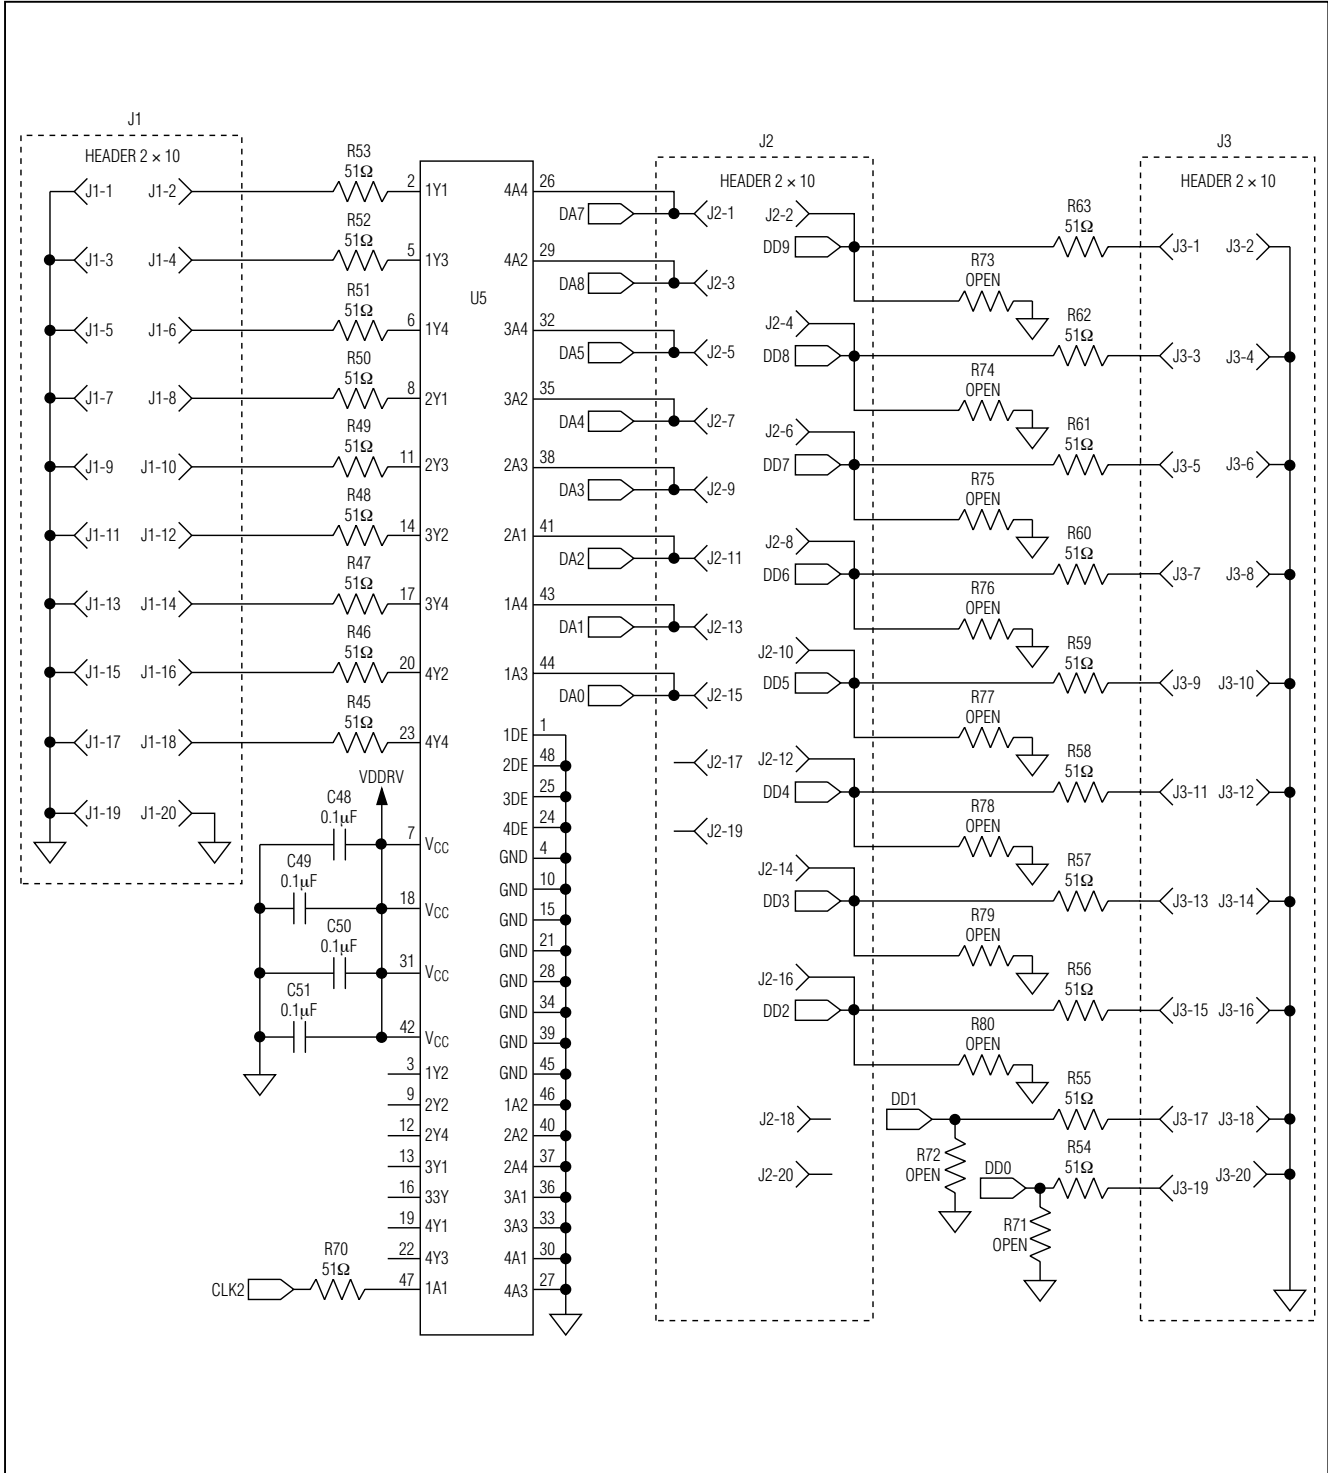 J1
HEADER 2 × 10
J1-1 J1-2
J1-3 J1-4
J1-5 J1-6
J1-7 J1-8
J1-9 J1-10
J1-11 J1-12
J1-13 J1-14
J1-15 J1-16
J1-17 J1-18
J1-19 J1-20
R53
51Ω
R52
51Ω
R51
51Ω
R50
51Ω
R49
51Ω
R48
51Ω
R47
51Ω
R46
51Ω
R45
51Ω
VDDRV
C48
0.1µF
C49
0.1µF
C50
0.1µF
C51
0.1µF
CLK2
R70
51Ω
U5
2 1Y1
5 1Y3
6 1Y4
8 2Y1
11 2Y3
14 3Y2
17 3Y4
20 4Y2
23 4Y4
7 VCC
18 VCC
31 VCC
42 VCC
3 1Y2
9 2Y2
12 2Y4
13 3Y1
16 33Y
19 4Y1
22 4Y3
47 1A1
4A4 26
4A2 29
3A4 32
3A2 35
2A3 38
2A1 41
1A4 43
1A3 44
1DE 1
2DE 48
3DE 25
4DE 24
GND 4
GND 10
GND 15
GND 21
GND 28
GND 34
GND 39
GND 45
1A2 46
2A2 40
2A4 37
3A1 36
3A3 33
4A1 30
4A3 27
DA7
DA8
DA5
DA4
DA3
DA2
DA1
DA0
J2
HEADER 2 × 10
J2-1
J2-3
J2-5
J2-7
J2-9
J2-11
J2-13
J2-15
J2-17
J2-19
J2-2
DD9
J2-4
DD8
J2-6
DD7
J2-8
DD6
J2-10
DD5
J2-12
DD4
J2-14
DD3
J2-16
DD2
J2-18
J2-20
DD1
DD0
R63
51Ω
R73
OPEN
R62
51Ω
R74
OPEN
R61
51Ω
R75
OPEN
R60
51Ω
R76
OPEN
R59
51Ω
R77
OPEN
R58
51Ω
R78
OPEN
R57
51Ω
R79
OPEN
R56
51Ω
R80
OPEN
R55
51Ω
R72
OPEN
R54
51Ω
R71
OPEN
J3
HEADER 2 × 10
J3-1 J3-2
J3-3 J3-4
J3-5 J3-6
J3-7 J3-8
J3-9 J3-10
J3-11 J3-12
J3-13 J3-14
J3-15 J3-16
J3-17 J3-18
J3-19 J3-20